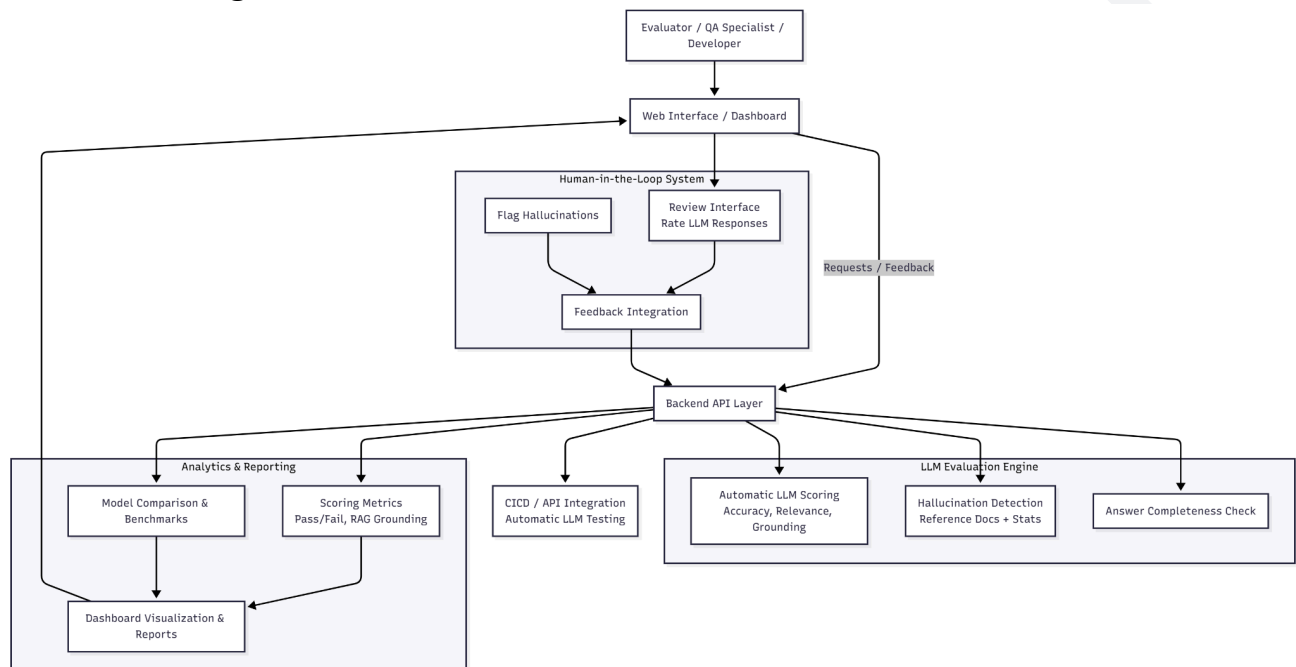 Evaluator / QA Specialist /
Developer
Web Interface / Dashboard
Human-in-the-Loop System
Flag Hallucinations
Review Interface
Rate LLM Responses
Requests / Feedback
Feedback Integration
Backend API Layer
Analytics & Reporting
Model Comparison &
Benchmarks
Scoring Metrics
Pass/Fail, RAG Grounding
Dashboard Visualization &
Reports
CICD / API Integration
Automatic LLM Testing
LLM Evaluation Engine
Automatic LLM Scoring
Accuracy, Relevance,
Grounding
Hallucination Detection
Reference Docs + Stats
Answer Completeness Check